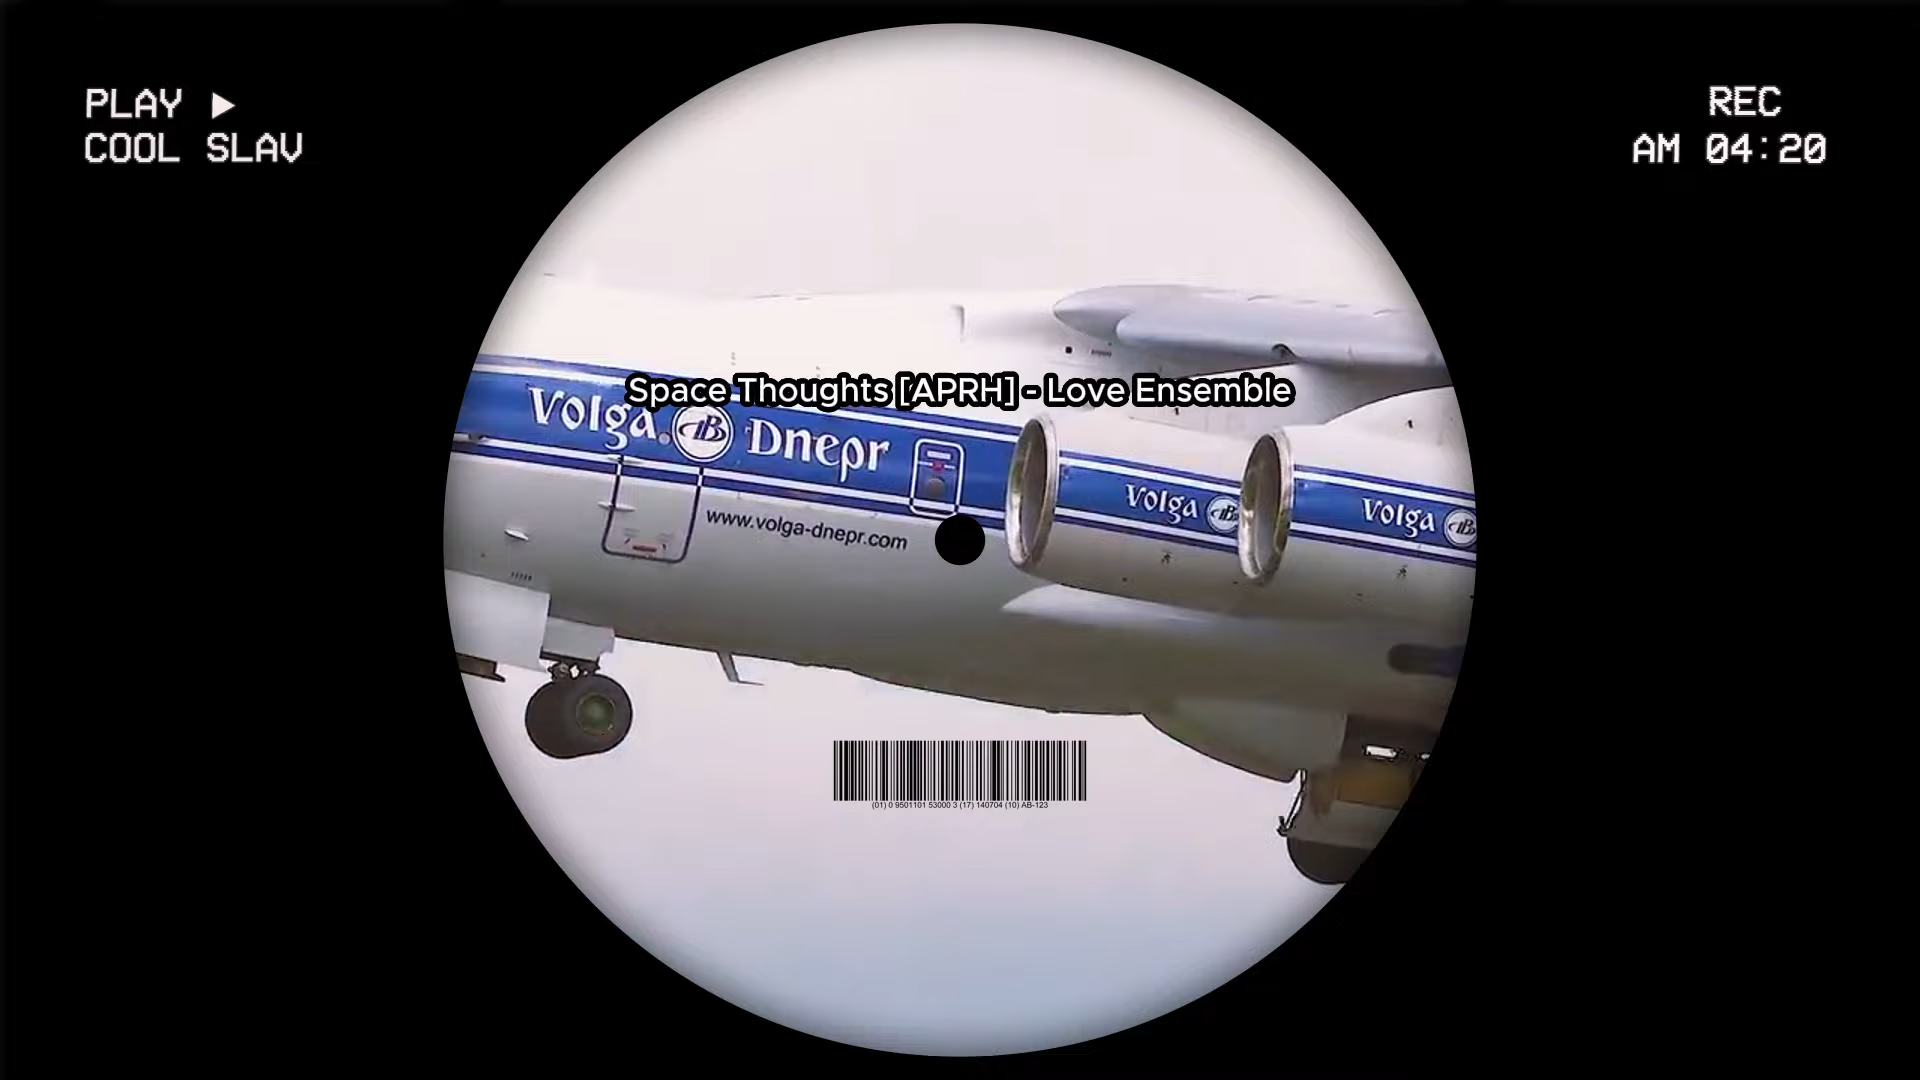 PLAY ▶
COOL SLAV
REC
AM 04:20
Space Thoughts [APRH] - Love Ensemble
Volga Dnepr
www.volga-dnepr.com
Volga
Volga
(01) 0 9501101 53000 3 (17) 140704 (10) AB-123